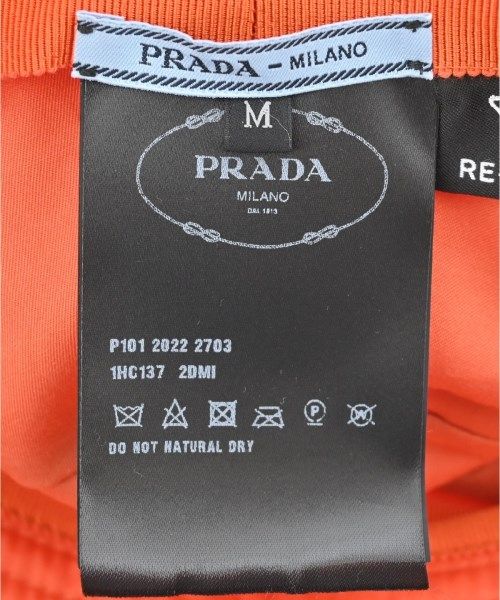 PRADA - MILANO
M
PRADA
MILANO
DAL 1913
RE-
P101 2022 2703
1HC137 2DMI
P W
DO NOT NATURAL DRY